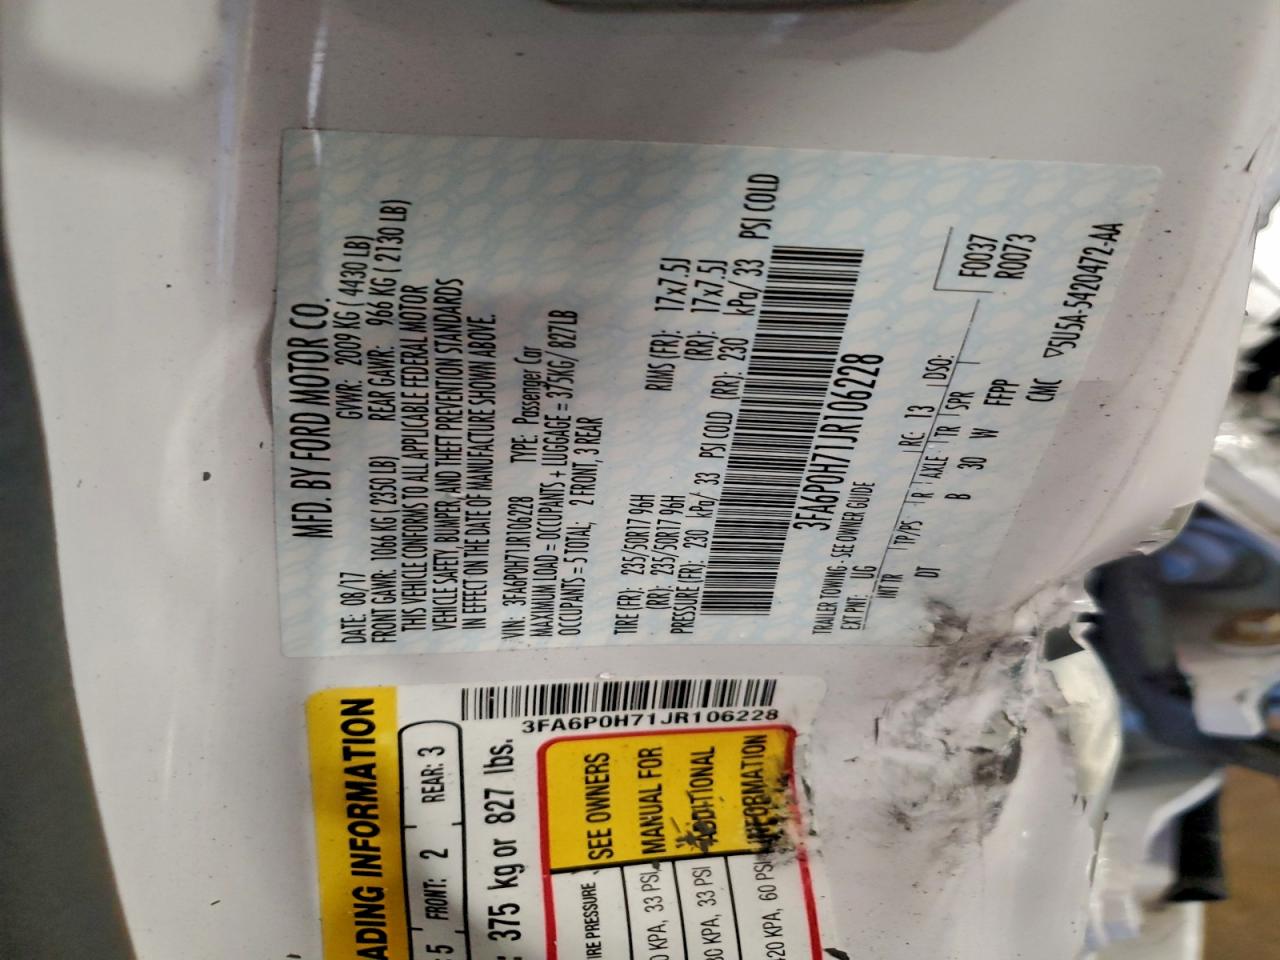 MFD. BY FORD MOTOR CO.
DATE: 08/17 GVWR: 2009 KG ( 4430 LB)
FRONT GAWR: 1066 KG ( 2350LB) REAR GAWR: 966 KG ( 2130 LB)
THIS VEHICLE CONFORMS TO ALL APPLICABLE FEDERAL MOTOR
VEHICLE SAFETY, BUMPER, AND THEFT PREVENTION STANDARDS
IN EFFECT ON THE DATE OF MANUFACTURE SHOWN ABOVE.
VIN: 3FA6P0H71JR106228 TYPE: Passenger Car
MAXIMUM LOAD = OCCUPANTS + LUGGAGE = 375KG/ 827LB
OCCUPANTS = 5 TOTAL; 2 FRONT, 3 REAR
TIRE (FR): 235/50R17 96H RIMS (FR): 17x7.5J
(RR): 235/50R17 96H (RR): 17x7.5J
PRESSURE (FR): 230 kPa/ 33 PSI COLD (RR): 230 kPa/ 33 PSI COLD
3FA6P0H71JR106228
TRAILER TOWING - SEE OWNER GUIDE
EXT PNT: UG RC: 13 DSO:
INT TR TP/PS R AXLE TR SPR
DT B 30 W F0037
FFPP R0073
CMC
▽5U5A-5420472-AA
ADING INFORMATION
5 FRONT: 2 REAR: 3
375 kg or 827 lbs.
3FA6P0H71JR106228
IRE PRESSURE
KPA, 33 PSI
KPA, 33 PSI
420 KPA, 60 PSI
SEE OWNERS
MANUAL FOR
ADDITIONAL
INFORMATION